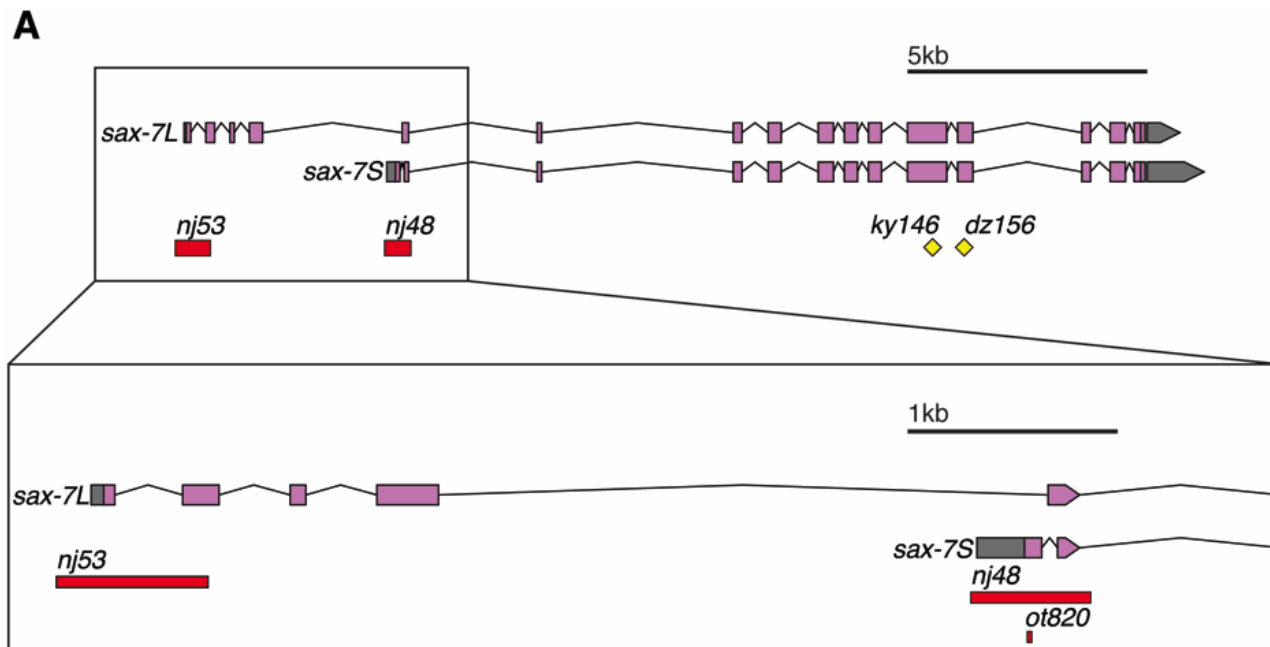 A
5kb
sax-7L
sax-7S
nj53 nj48 ky146 dz156
1kb
sax-7L
sax-7S
nj53
nj48
ot820